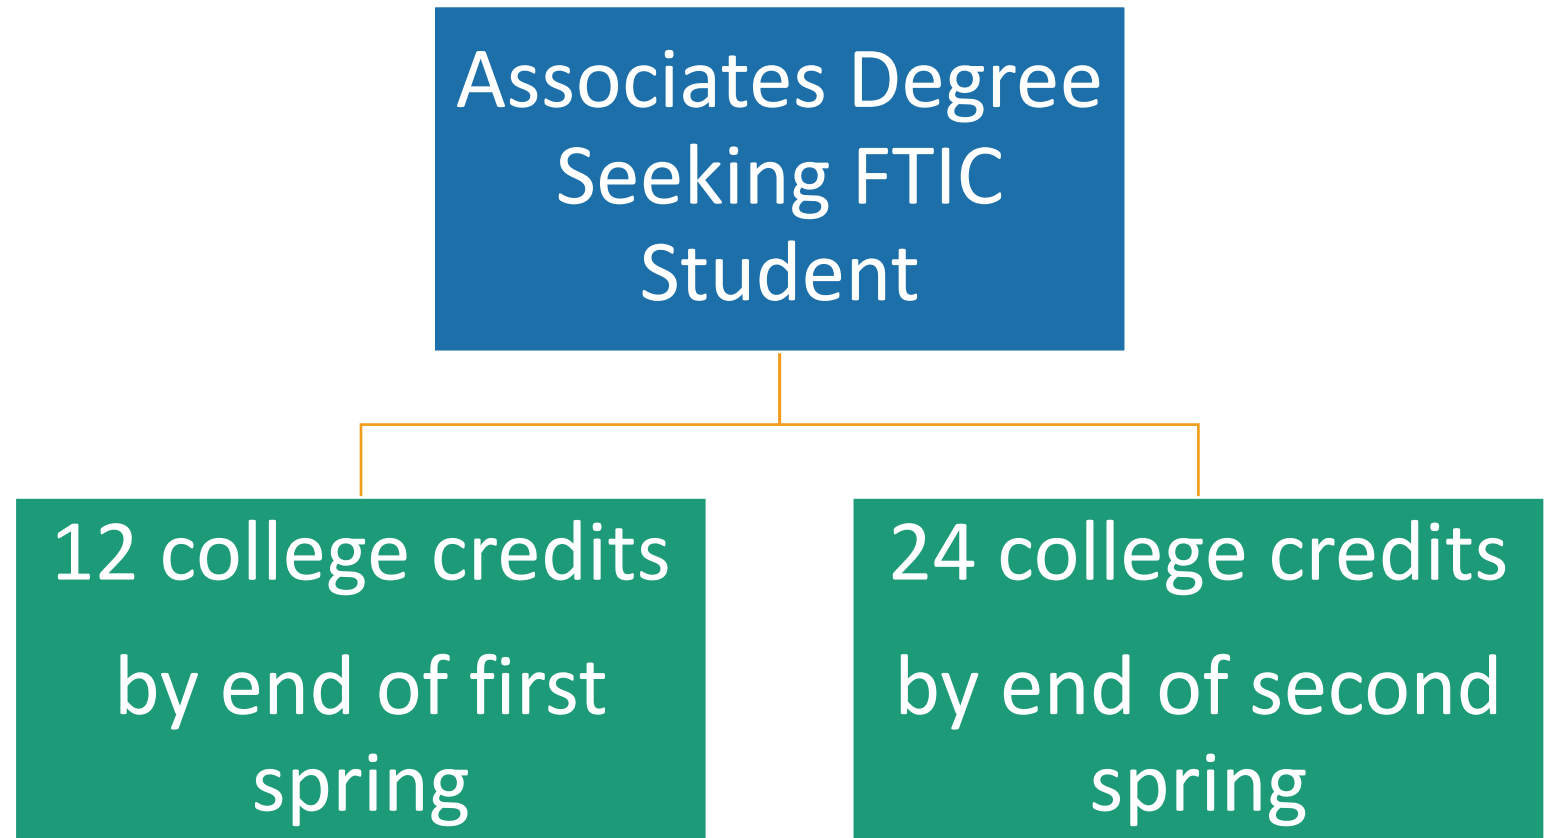 Associates Degree
Seeking FTIC
Student
12 college credits
by end of first
spring
24 college credits
by end of second
spring